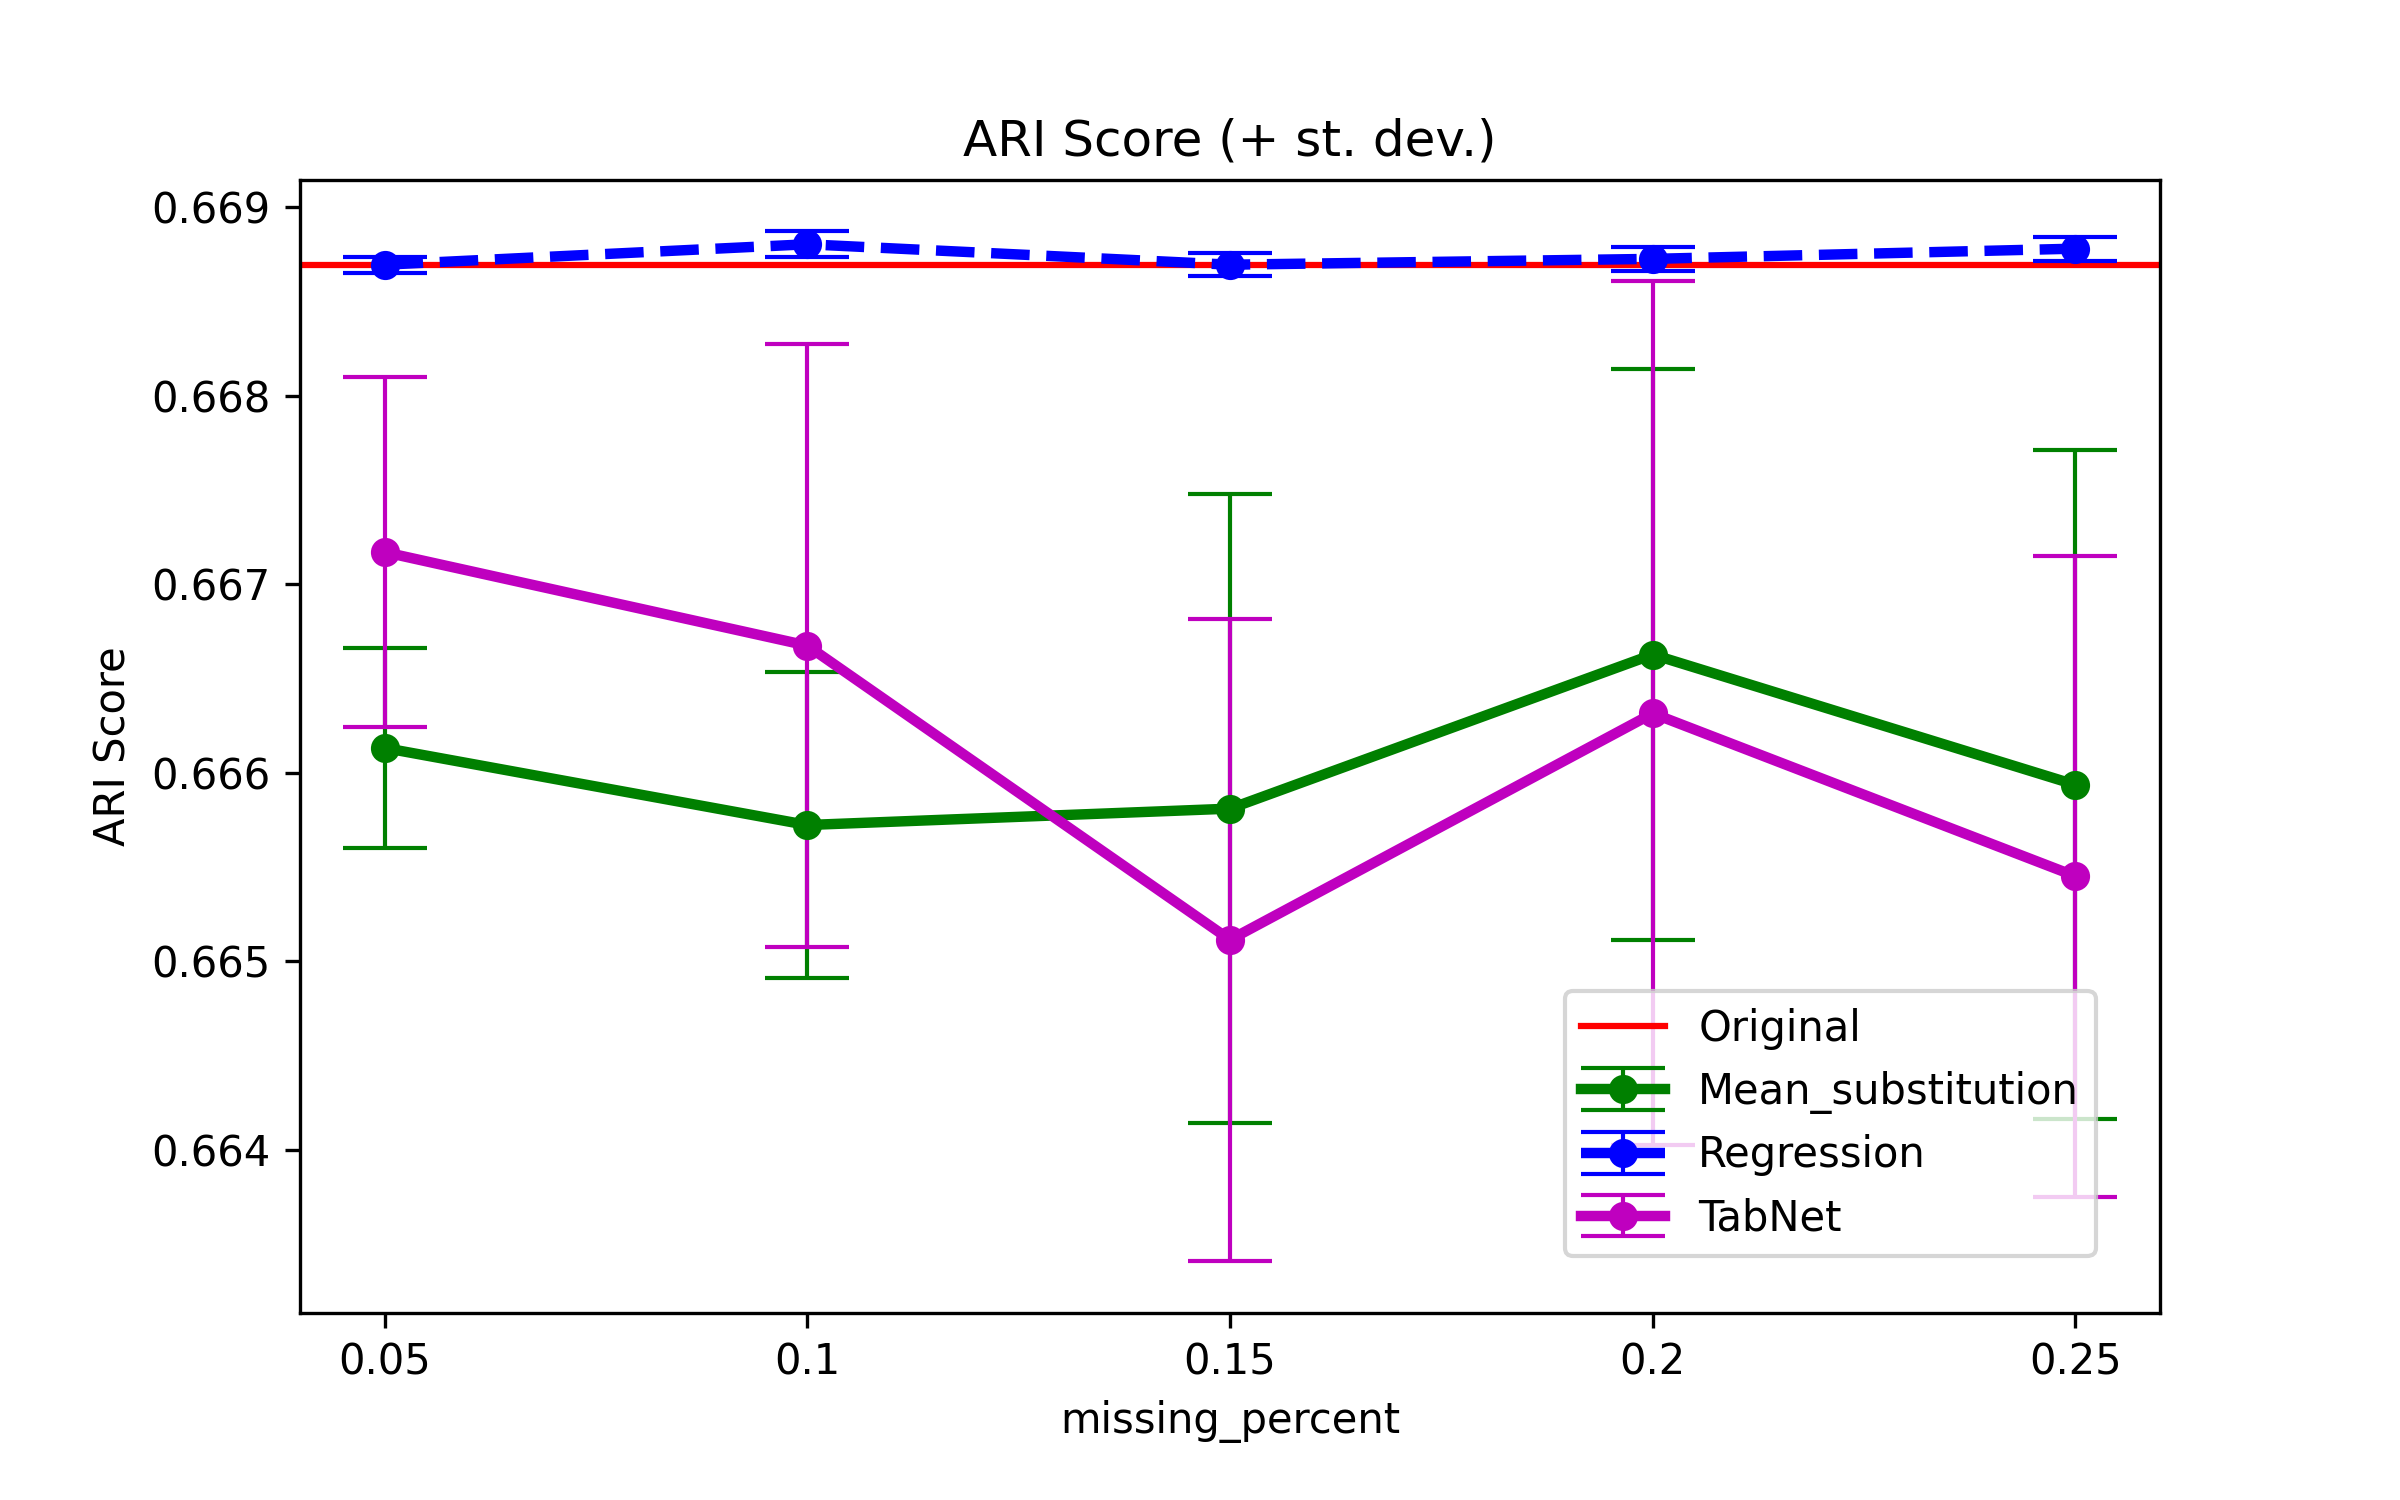 ARI Score (+ st. dev.)
0.669
0.668
0.667
0.666
0.665
0.664
ARI Score
Original
Mean_substitution
Regression
TabNet
0.05
0.1
0.15
0.2
0.25
missing_percent